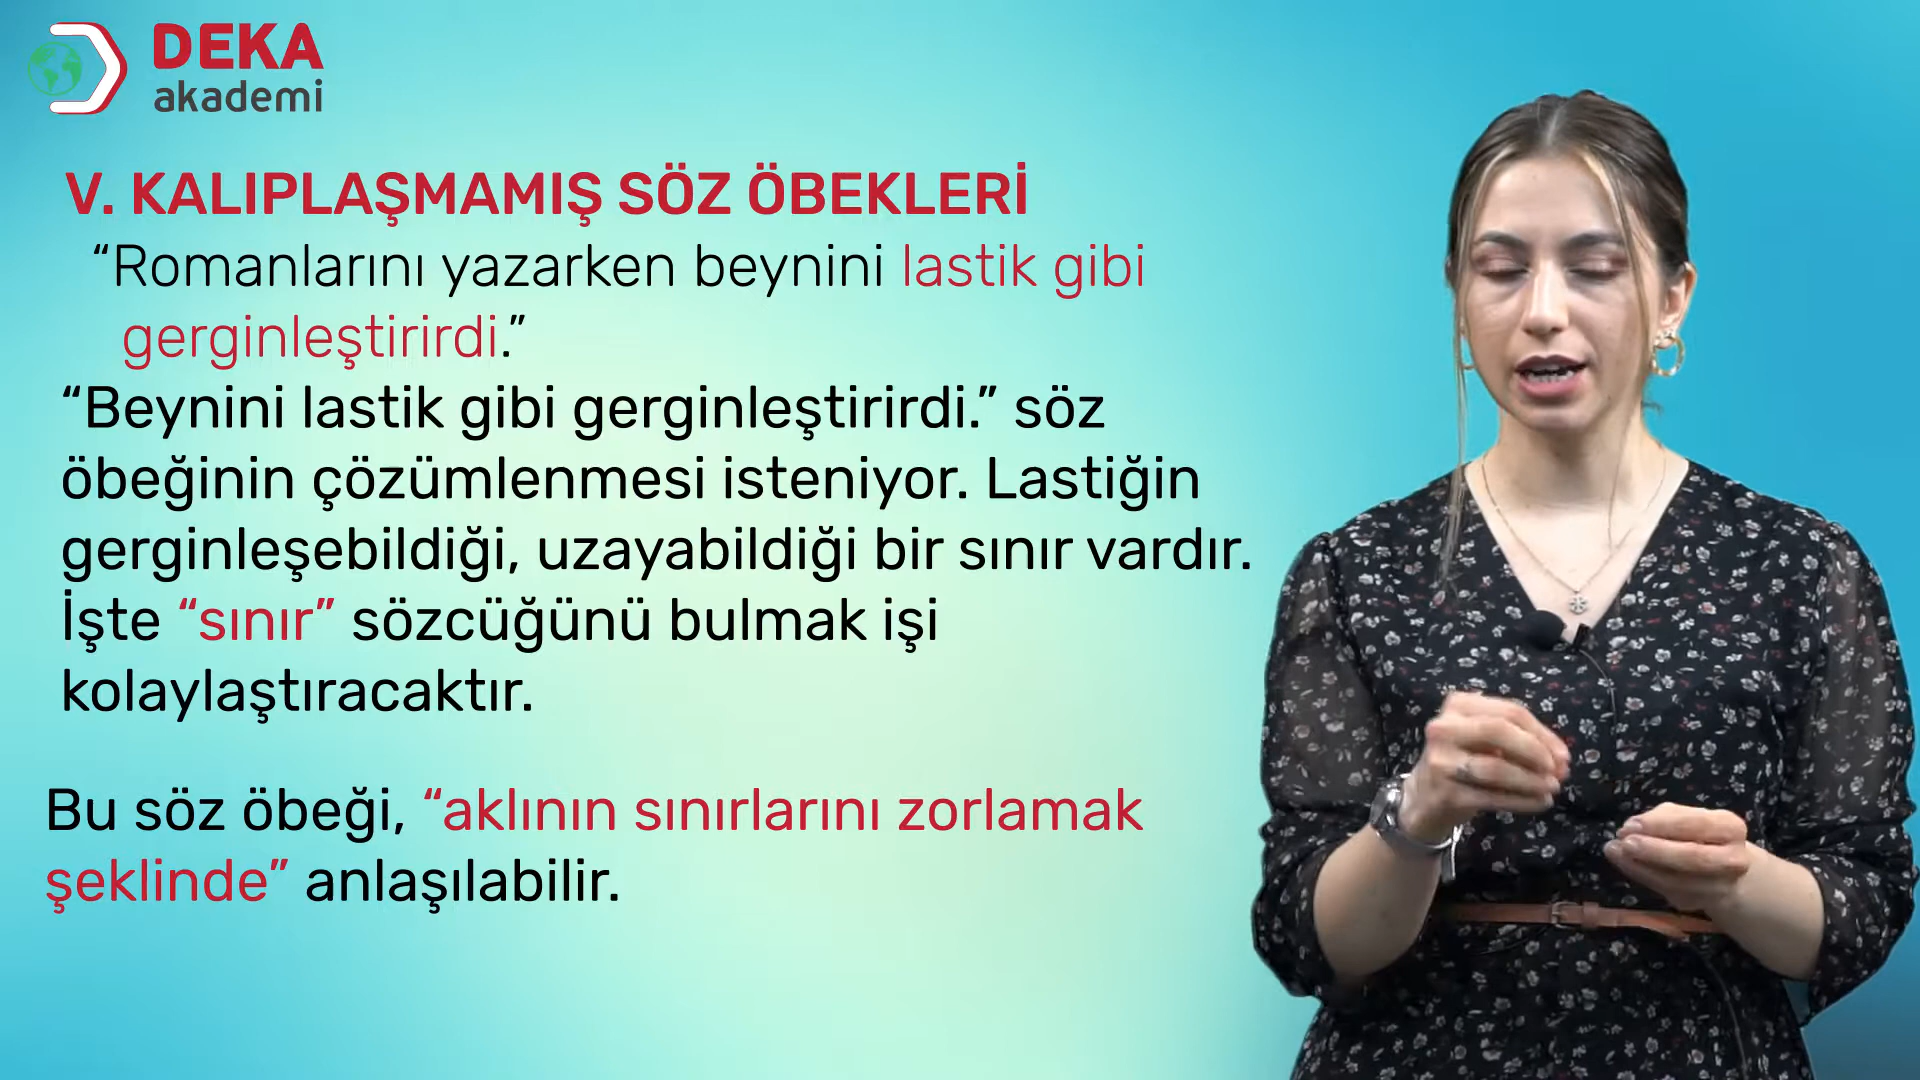 DEKA
akademi
V. KALIPLAŞMAMIŞ SÖZ ÖBEKLERİ
“Romanlarını yazarken beynini lastik gibi
gerginleştirirdi.”
“Beynini lastik gibi gerginleştirirdi.” söz
öbeğinin çözümlenmesi isteniyor. Lastiğin
gerginleşebildiği, uzayabildiği bir sınır vardır.
İşte “sınır” sözcüğünü bulmak işi
kolaylaştıracaktır.
Bu söz öbeği, “aklının sınırlarını zorlamak
şeklinde” anlaşılabilir.